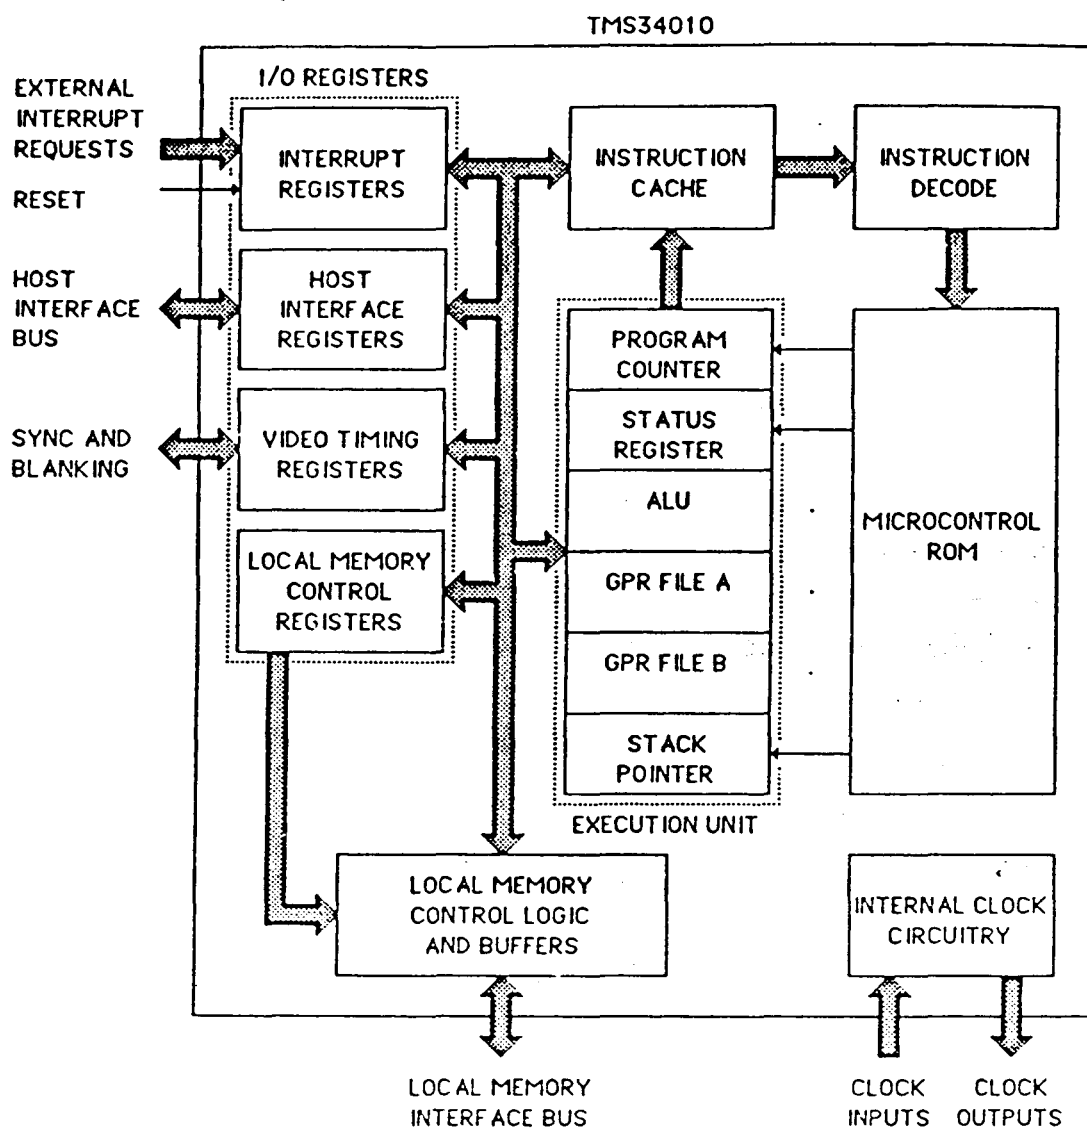 TMS34010
I/O REGISTERS
EXTERNAL
INTERRUPT
REQUESTS
RESET
HOST
INTERFACE
BUS
SYNC AND
BLANKING
INTERRUPT
REGISTERS
HOST
INTERFACE
REGISTERS
VIDEO TIMING
REGISTERS
LOCAL MEMORY
CONTROL
REGISTERS
INSTRUCTION
CACHE
INSTRUCTION
DECODE
PROGRAM
COUNTER
STATUS
REGISTER
ALU
GPR FILE A
GPR FILE B
STACK
POINTER
EXECUTION UNIT
MICROCONTROL
ROM
LOCAL MEMORY
CONTROL LOGIC
AND BUFFERS
INTERNAL CLOCK
CIRCUITRY
LOCAL MEMORY
INTERFACE BUS
CLOCK
INPUTS
CLOCK
OUTPUTS